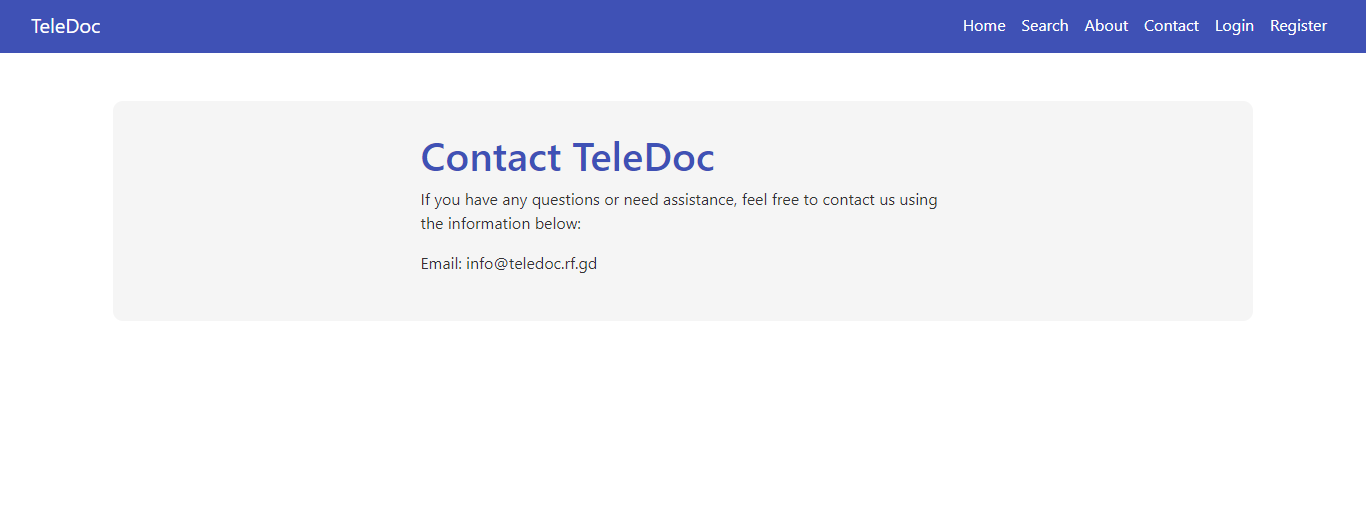 TeleDoc
Home Search About Contact Login Register
Contact TeleDoc
If you have any questions or need assistance, feel free to contact us using
the information below:
Email: info@teledoc.rf.gd